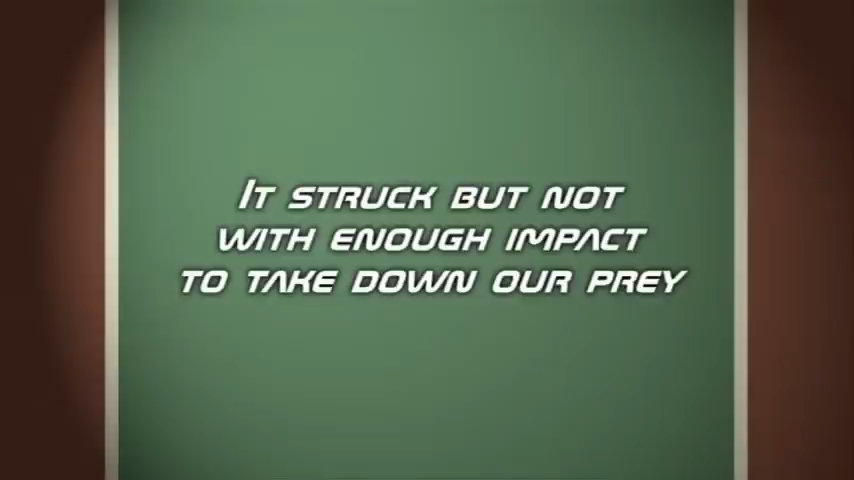 It struck but not
with enough impact
to take down our prey